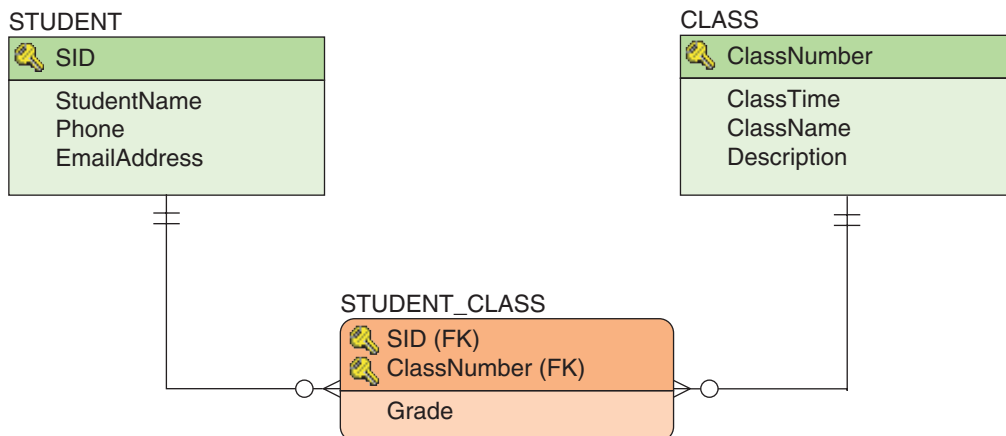 STUDENT
SID
StudentName
Phone
EmailAddress
CLASS
ClassNumber
ClassTime
ClassName
Description
STUDENT_CLASS
SID (FK)
ClassNumber (FK)
Grade